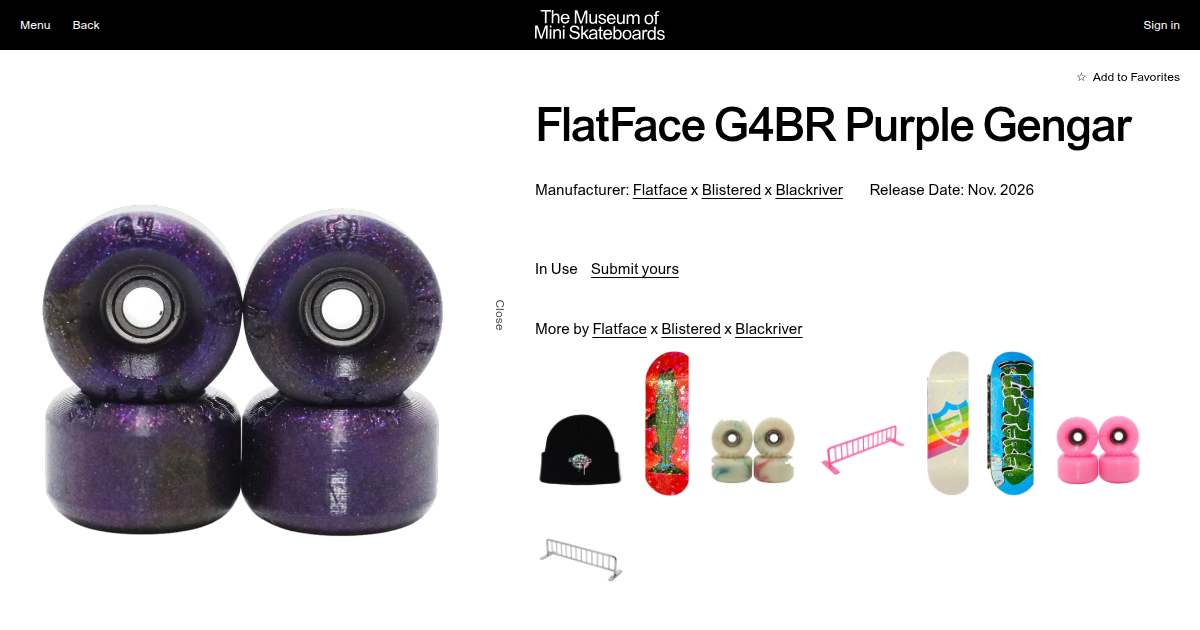 Menu Back
The Museum of
Mini Skateboards
Sign in
☆ Add to Favorites
FlatFace G4BR Purple Gengar
Manufacturer: Flatface x Blistered x Blackriver Release Date: Nov. 2026
G4
In Use Submit yours
Close
More by Flatface x Blistered x Blackriver